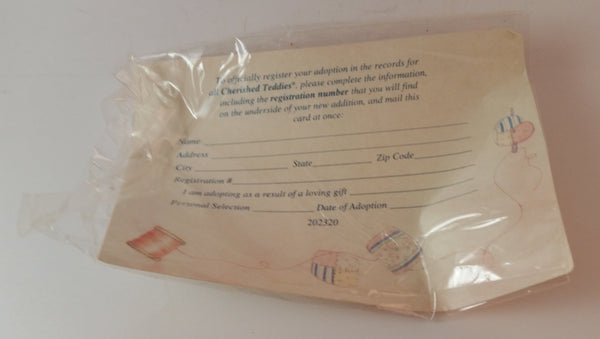 To officially register your adoption in the records for
all Cherished Teddies®, please complete the information,
including the registration number that you will find
on the underside of your new addition, and mail this
card at once:
Name
Address
City State Zip Code
Registration #
I am adopting as a result of a loving gift
Personal Selection Date of Adoption
202320